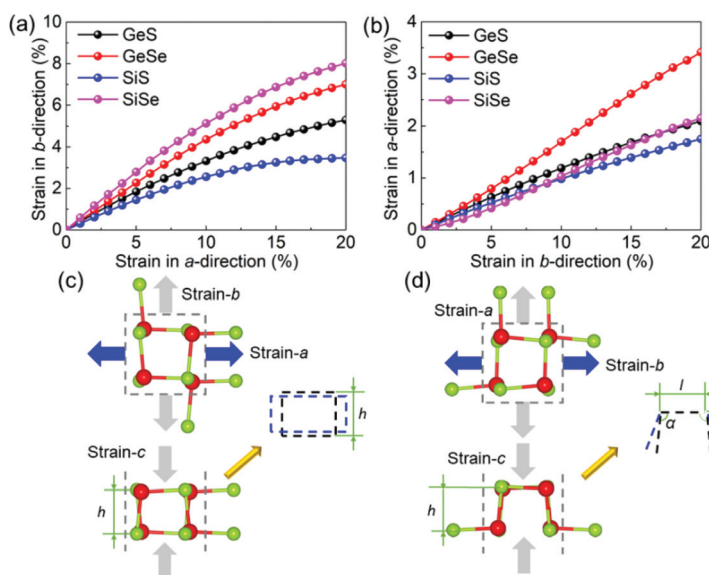 (a)
10
8
6
4
2
0
Strain in b-direction (%)
GeS
GeSe
SiS
SiSe
0 5 10 15 20
Strain in a-direction (%)
(b)
4
3
2
1
0
Strain in a-direction (%)
GeS
GeSe
SiS
SiSe
0 5 10 15 20
Strain in b-direction (%)
(c)
Strain-b
Strain-a
h
Strain-c
h
(d)
Strain-a
Strain-b
l
α
Strain-c
h